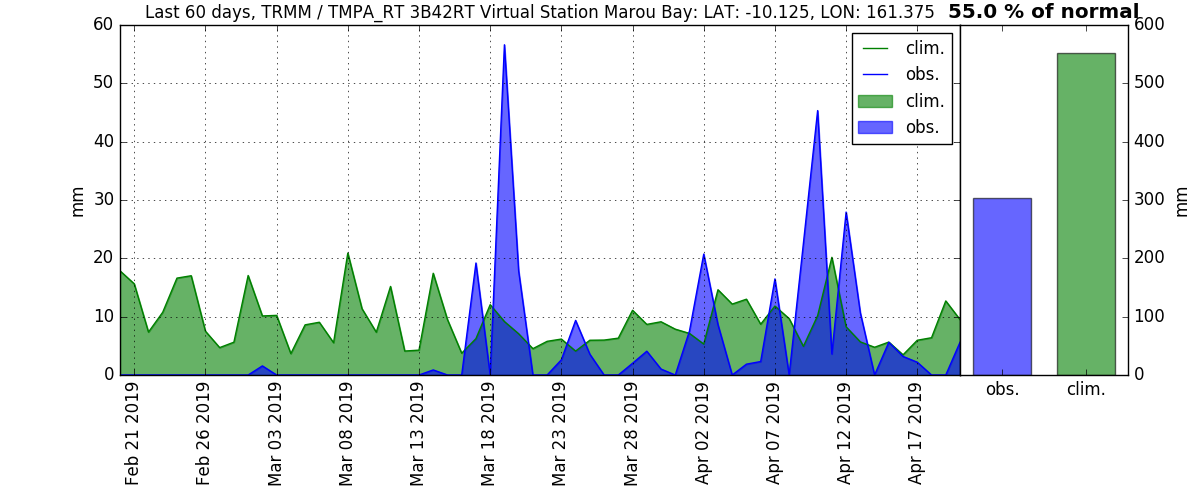 Last 60 days, TRMM / TMPA_RT 3B42RT Virtual Station Marou Bay: LAT: -10.125, LON: 161.375
55.0 % of normal
60
50
40
30
20
10
0
mm
clim.
obs.
clim.
obs.
600
500
400
300
200
100
0
mm
Feb 21 2019
Feb 26 2019
Mar 03 2019
Mar 08 2019
Mar 13 2019
Mar 18 2019
Mar 23 2019
Mar 28 2019
Apr 02 2019
Apr 07 2019
Apr 12 2019
Apr 17 2019
obs.
clim.